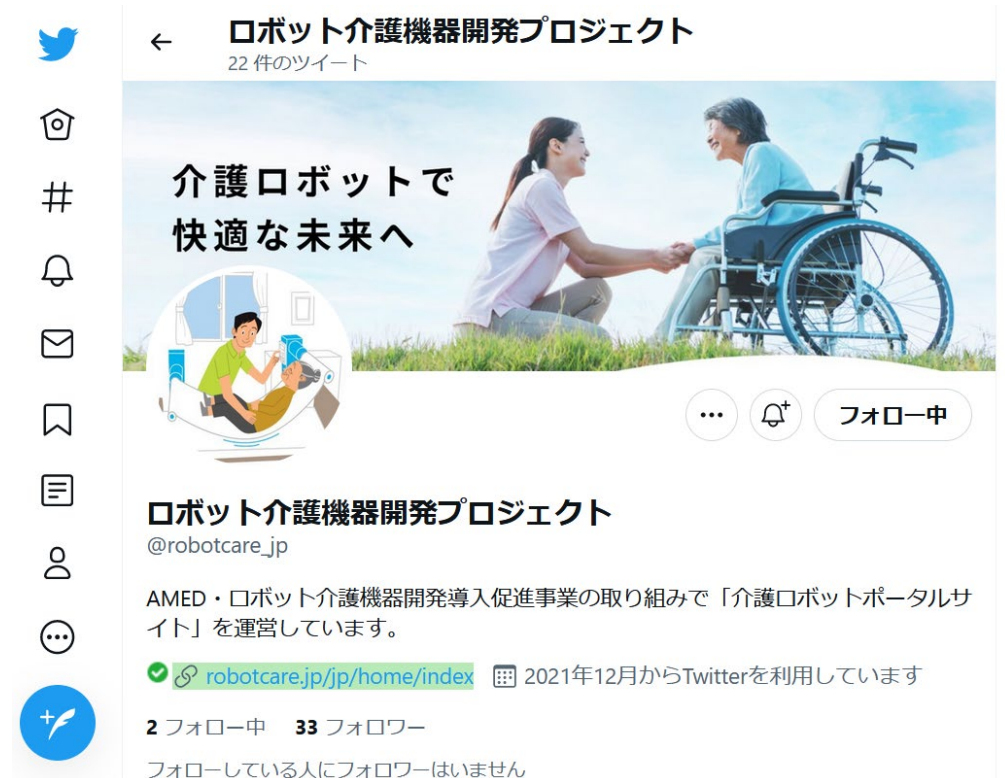 ロボット介護機器開発プロジェクト
22 件のツイート
介護ロボットで
快適な未来へ
フォロー中
ロボット介護機器開発プロジェクト
@robotcare_jp
AMED・ロボット介護機器開発導入促進事業の取り組みで「介護ロボットポータルサ
イト」を運営しています。
robotcare.jp/jp/home/index 2021年12月からTwitterを利用しています
2 フォロー中 33 フォロワー
フォローしている人にフォロワーはいません